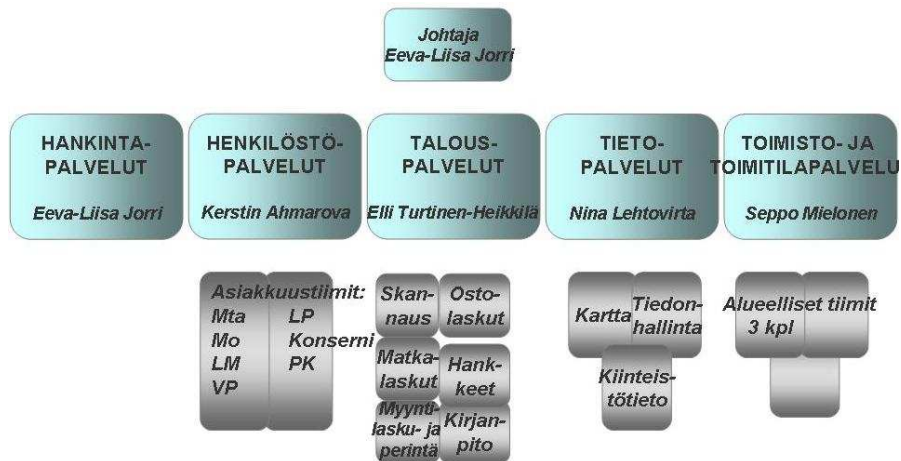 Johtaja
Eeva-Liisa Jorri
HANKINTA-
PALVELUT
Eeva-Liisa Jorri
HENKILÖSTÖ-
PALVELUT
Kerstin Ahmarova
TALOUS-
PALVELUT
Elli Turtinen-Heikkilä
TIETO-
PALVELUT
Nina Lehtovirta
TOIMISTO- JA
TOIMITILAPALVELU
Seppo Mielonen
Asiakkuustiimit:
Mta LP
Mo Konserni
LM PK
VP
Skan-
naus
Osto-
laskut
Matka-
laskut
Hank-
keet
Myynti-
lasku- ja
perintä
Kirjan-
pito
Kartta
Tiedon-
hallinta
Kiinteis-
tötieto
Alueelliset tiimit
3 kpl